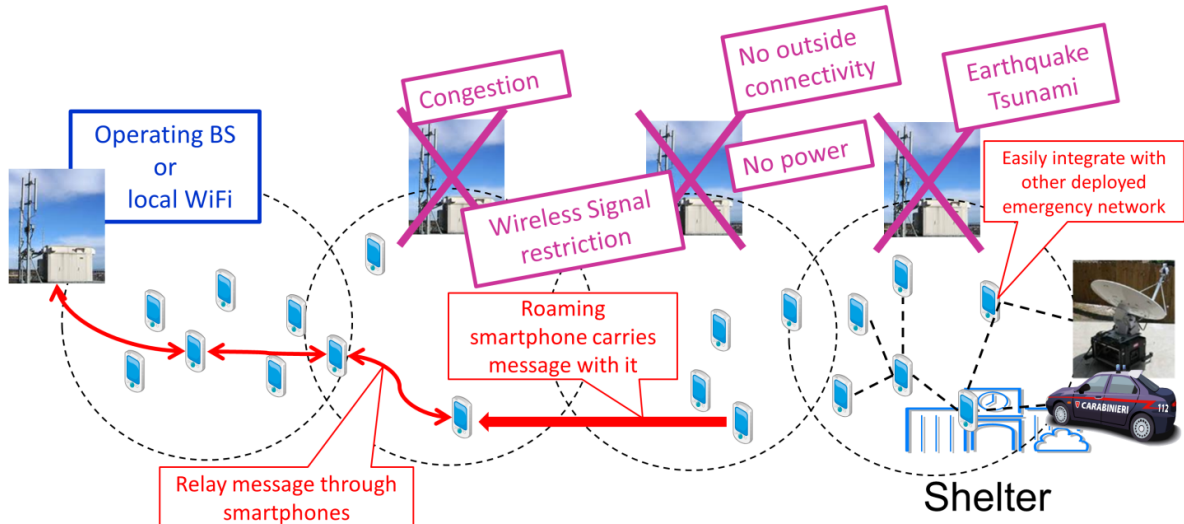 Congestion
No outside
connectivity
Earthquake
Tsunami
Operating BS
or
local WiFi
No power
Easily integrate with
other deployed
emergency network
Wireless Signal
restriction
Roaming
smartphone carries
message with it
CARABINIERI
112
Relay message through
smartphones
Shelter